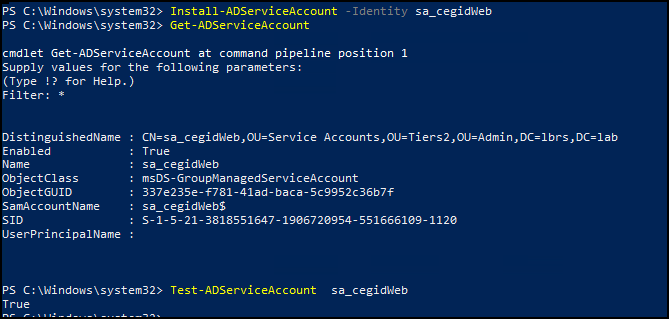 PS C:\Windows\system32> Install-ADServiceAccount -Identity sa_cegidWeb
PS C:\Windows\system32> Get-ADServiceAccount
cmdlet Get-ADServiceAccount at command pipeline position 1
Supply values for the following parameters:
(Type !? for Help.)
Filter: *
DistinguishedName : CN=sa_cegidWeb,OU=Service Accounts,OU=Tiers2,OU=Admin,DC=lbrs,DC=lab
Enabled : True
Name : sa_cegidWeb
ObjectClass : msDS-GroupManagedServiceAccount
ObjectGUID : 337e235e-f781-41ad-baca-5c9952c36b7f
SamAccountName : sa_cegidWeb$
SID : S-1-5-21-3818551647-1906720954-551666109-1120
UserPrincipalName :
PS C:\Windows\system32> Test-ADServiceAccount sa_cegidWeb
True
PS C:\Windows\system32>